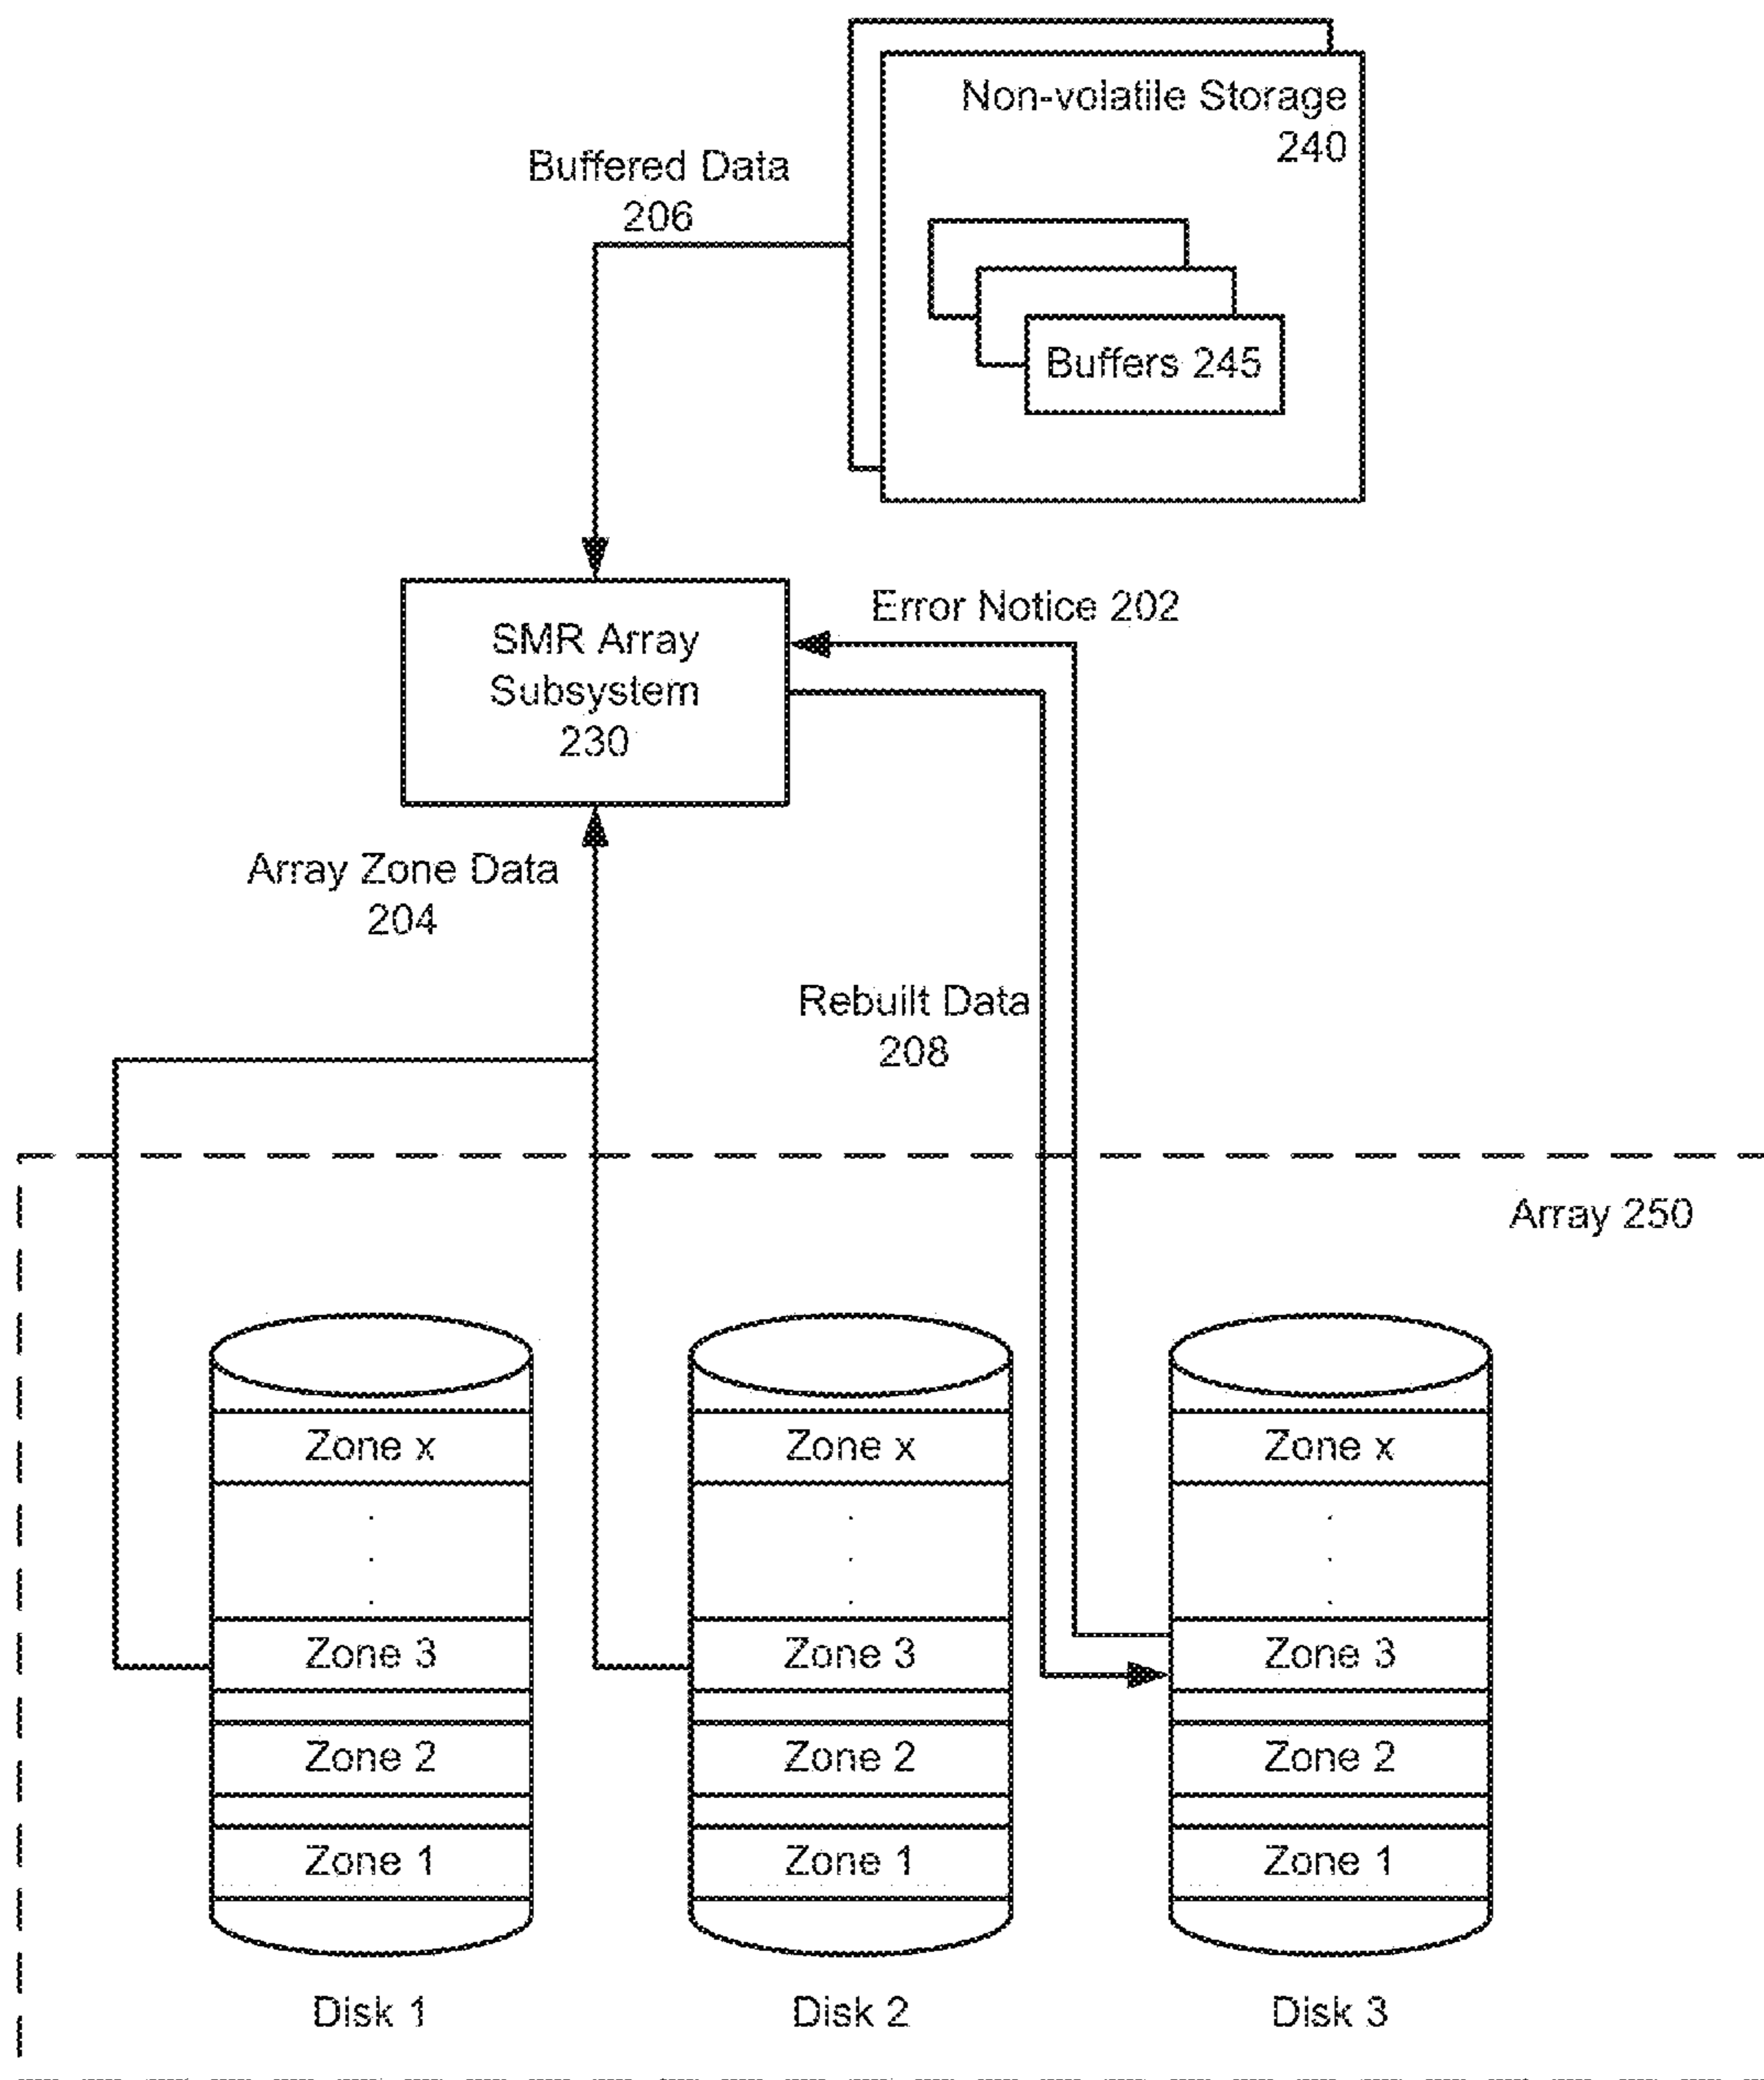 Non-volatile Storage
240
Buffered Data
206
Buffers 245
Error Notice 202
SMR Array
Subsystem
230
Array Zone Data
204
Rebuilt Data
208
Array 250
Zone x
Zone x
Zone x
Zone 3
Zone 3
Zone 3
Zone 2
Zone 2
Zone 2
Zone 1
Zone 1
Zone 1
Disk 1
Disk 2
Disk 3